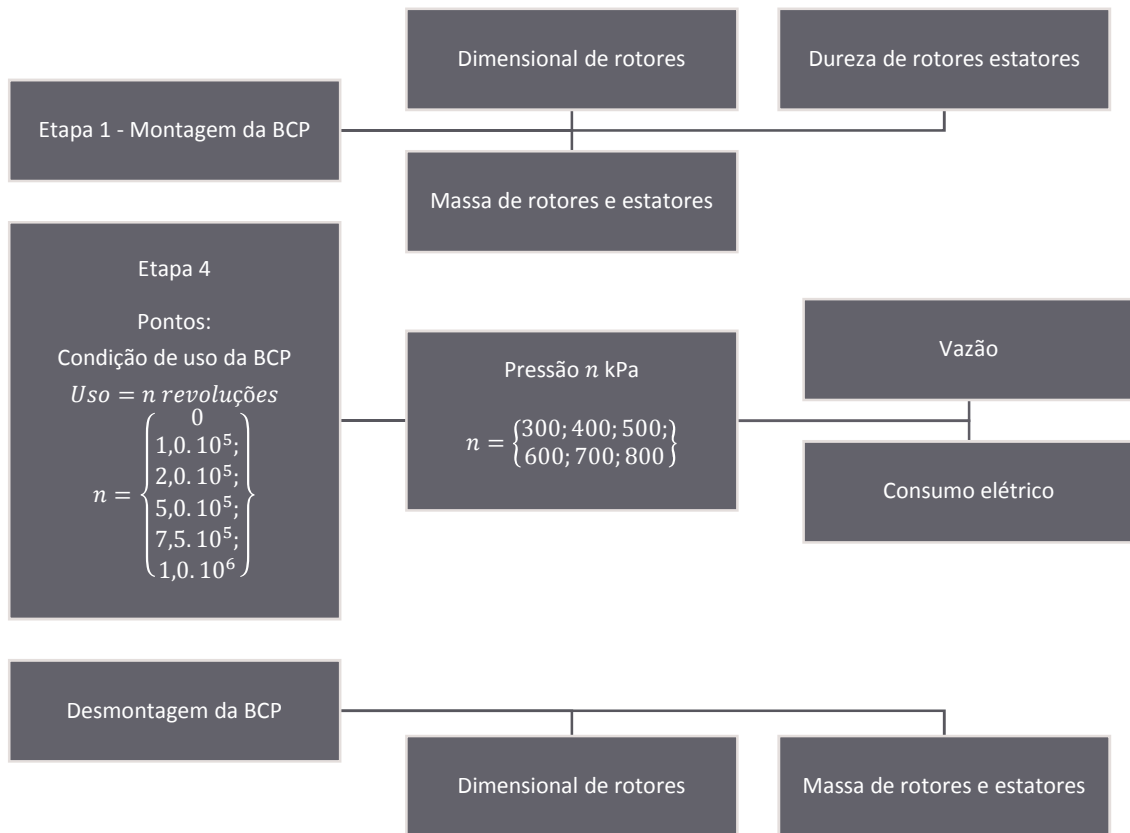 Dimensional de rotores
Dureza de rotores estatores
Etapa 1 - Montagem da BCP
Massa de rotores e estatores
Etapa 4
Pontos:
Condição de uso da BCP
Uso = n revoluções
n = {0
1,0. 10⁵;
2,0. 10⁵;
5,0. 10⁵;
7,5. 10⁵;
1,0. 10⁶}
Pressão n kPa
n = {300; 400; 500;
600; 700; 800}
Vazão
Consumo elétrico
Desmontagem da BCP
Dimensional de rotores
Massa de rotores e estatores